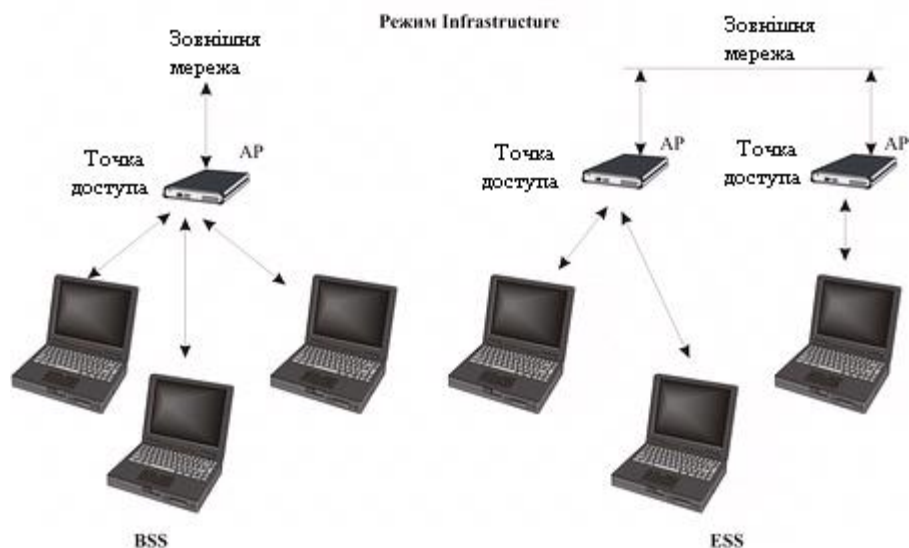 Режим Infrastructure
Зовнішня
мережа
AP
Точка
доступа
BSS
Зовнішня
мережа
AP
Точка
доступа
AP
Точка
доступа
ESS